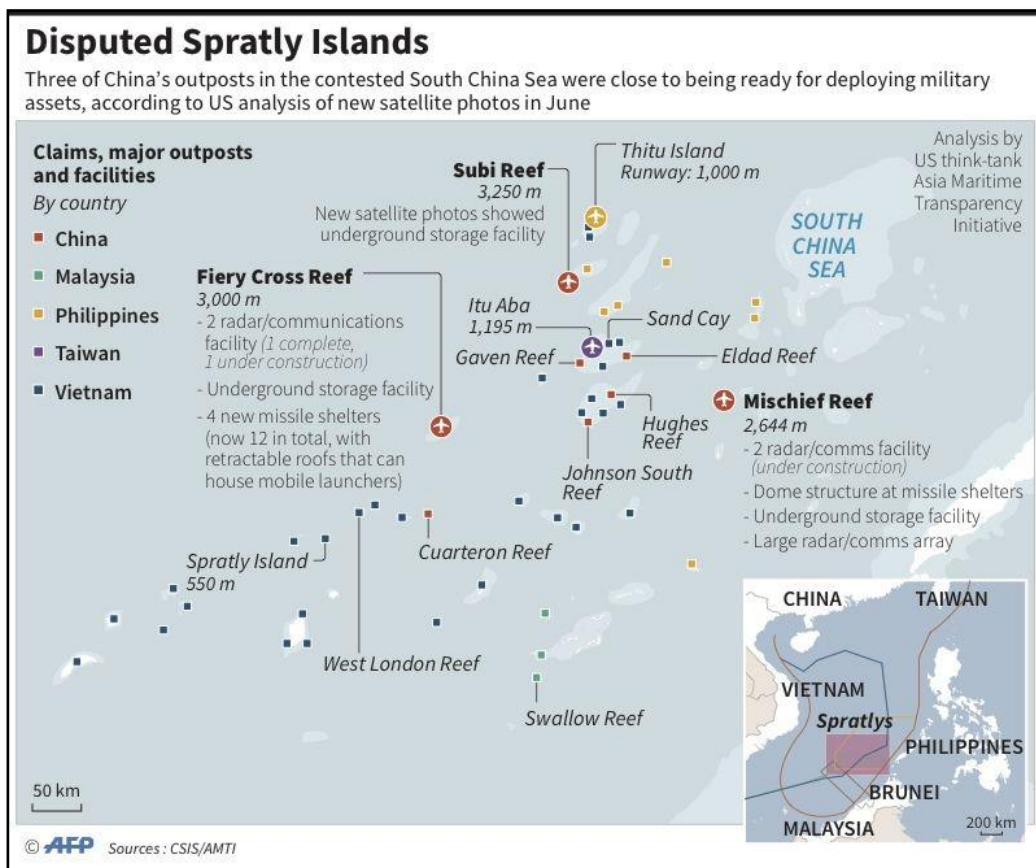 Disputed Spratly Islands
Three of China's outposts in the contested South China Sea were close to being ready for deploying military
assets, according to US analysis of new satellite photos in June
Claims, major outposts
and facilities
By country
China
Malaysia
Philippines
Taiwan
Vietnam
Subi Reef
3,250 m
New satellite photos showed
underground storage facility
Thitu Island
Runway: 1,000 m
Analysis by
US think-tank
Asia Maritime
Transparency
Initiative
SOUTH
CHINA
SEA
Fiery Cross Reef
3,000 m
- 2 radar/communications
facility (1 complete,
1 under construction)
- Underground storage facility
- 4 new missile shelters
(now 12 in total, with
retractable roofs that can
house mobile launchers)
Itu Aba
1,195 m
Sand Cay
Gaven Reef
Eldad Reef
Hughes
Reef
Johnson South
Reef
Mischief Reef
2,644 m
- 2 radar/comms facility
(under construction)
- Dome structure at missile shelters
- Underground storage facility
- Large radar/comms array
Cuarteron Reef
Spratly Island
550 m
West London Reef
Swallow Reef
CHINA
TAIWAN
VIETNAM
Spratlys
PHILIPPINES
BRUNEI
MALAYSIA
200 km
50 km
© AFP Sources : CSIS/AMTI